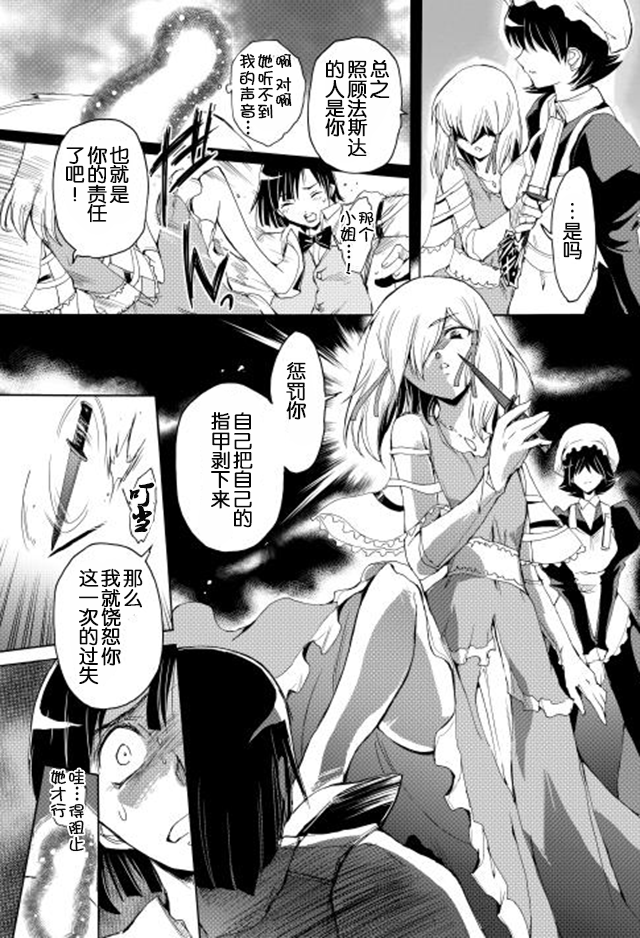 …是吗
总之
照顾法斯达
的人是你
啊 对啊
她听不到
我的声音…
那个
小姐…！
也就是
你的责任
了吧！
惩罚你
自己把自己的
指甲剥下来
叮当
那么
我就饶恕你
这一次的过失
哇…得阻止
她才行